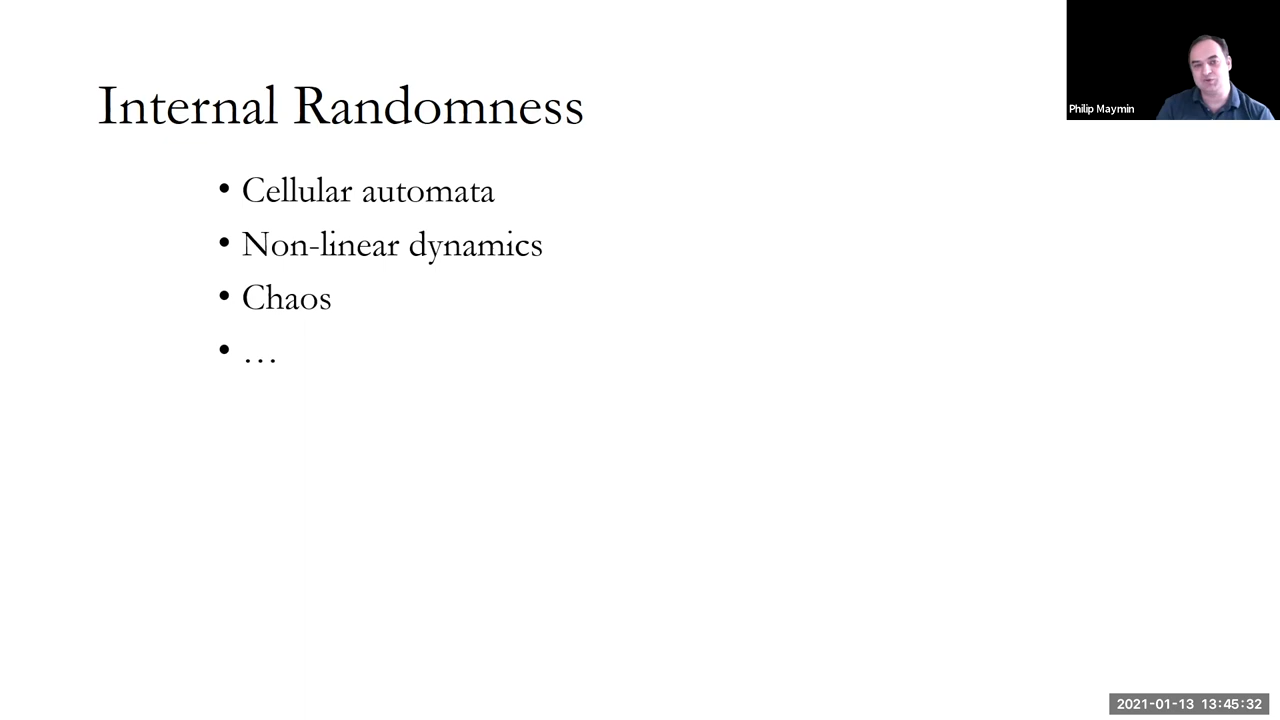 Internal Randomness
• Cellular automata
• Non-linear dynamics
• Chaos
• …
Philip Maymin
2021-01-13 13:45:32